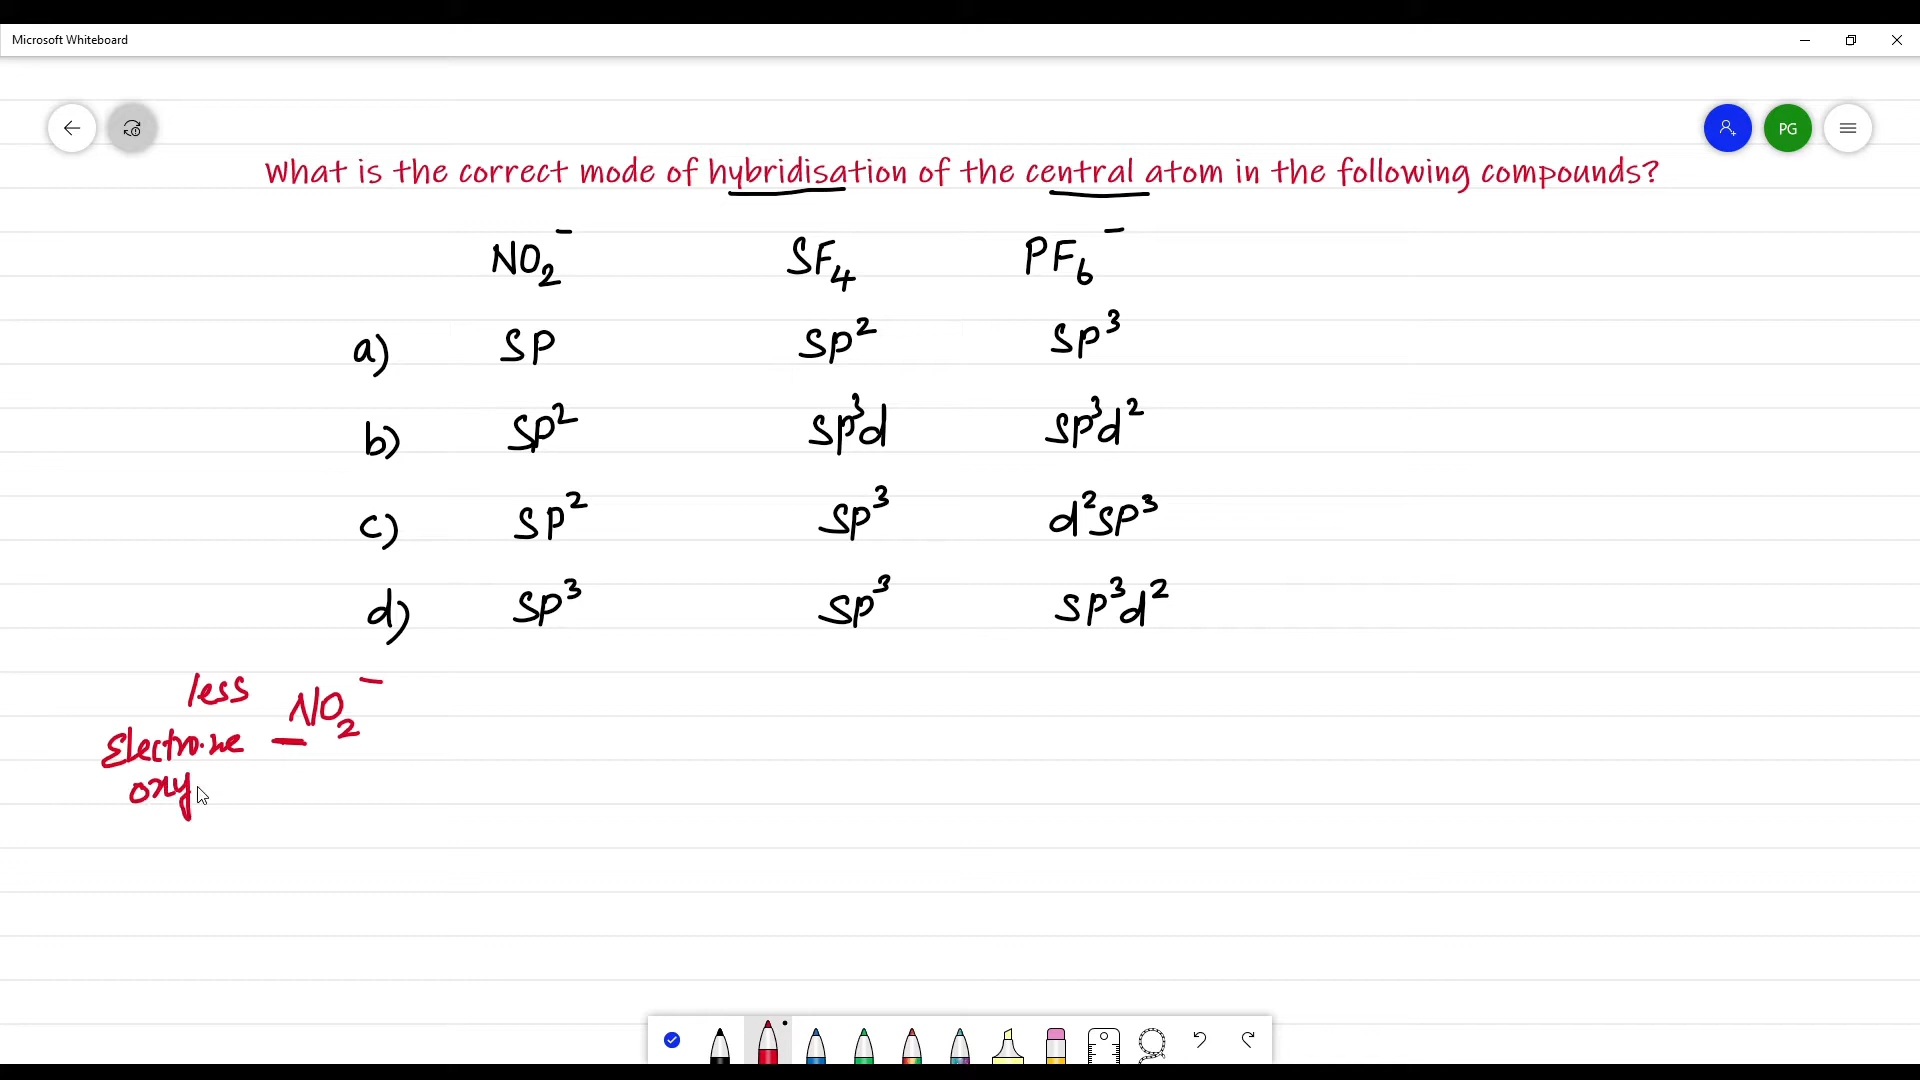 Microsoft Whiteboard
PG
What is the correct mode of hybridisation of the central atom in the following compounds?
NO₂⁻ SF₄ PF₆⁻
a) SP SP² SP³
b) SP² SP³d SP³d²
c) SP² SP³ d²SP³
d) SP³ SP³ SP³d²
less NO₂⁻
Electro.ve
oxy